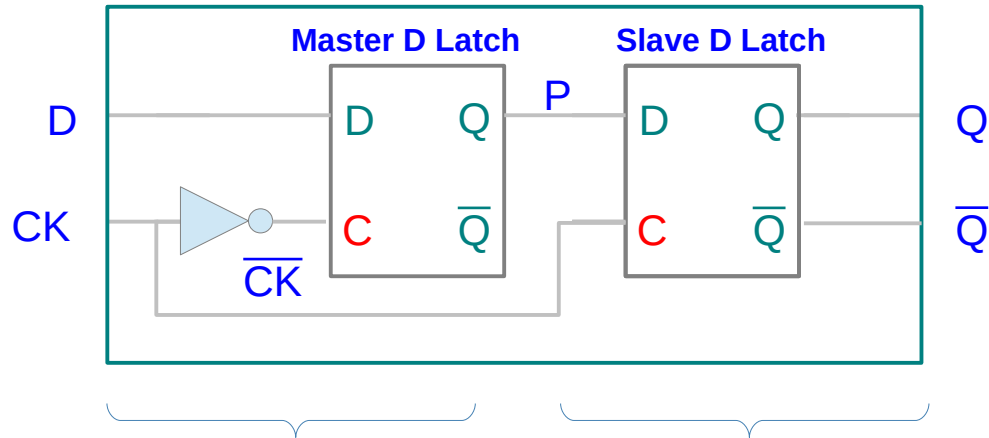 Master D Latch
Slave D Latch
D
D
Q
P
D
Q
Q
CK
C
Q̅
C
Q̅
Q̅
C̅K̅